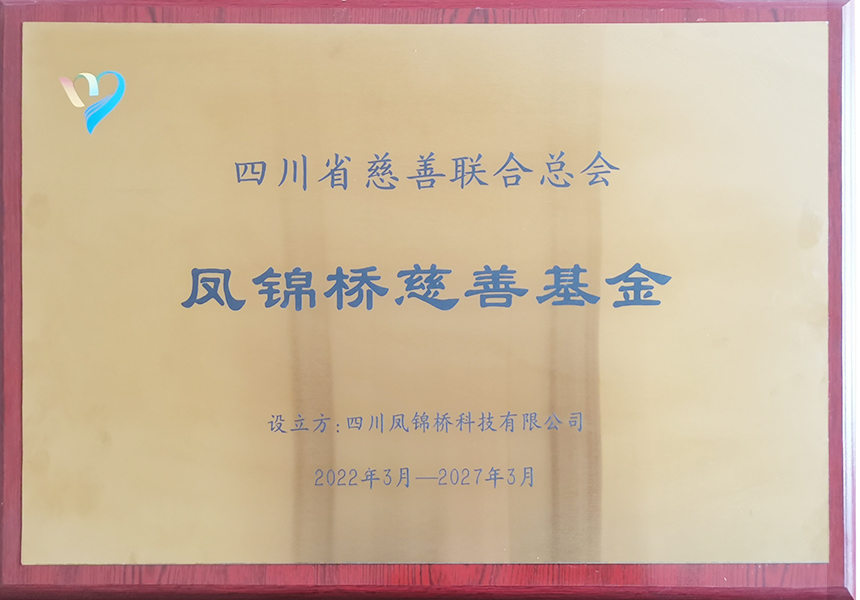 四川省慈善联合总会
凤锦桥慈善基金
设立方:四川凤锦桥科技有限公司
2022年3月—2027年3月